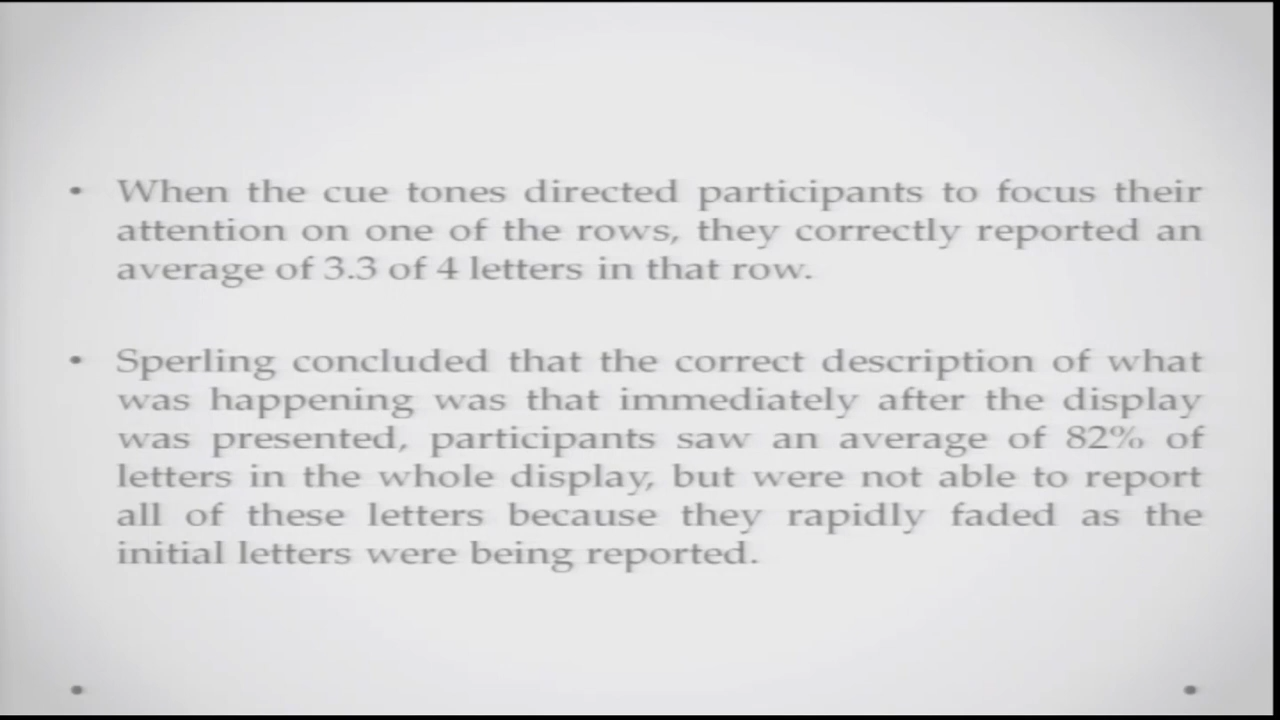 • When the cue tones directed participants to focus their
attention on one of the rows, they correctly reported an
average of 3.3 of 4 letters in that row.
• Sperling concluded that the correct description of what
was happening was that immediately after the display
was presented, participants saw an average of 82% of
letters in the whole display, but were not able to report
all of these letters because they rapidly faded as the
initial letters were being reported.